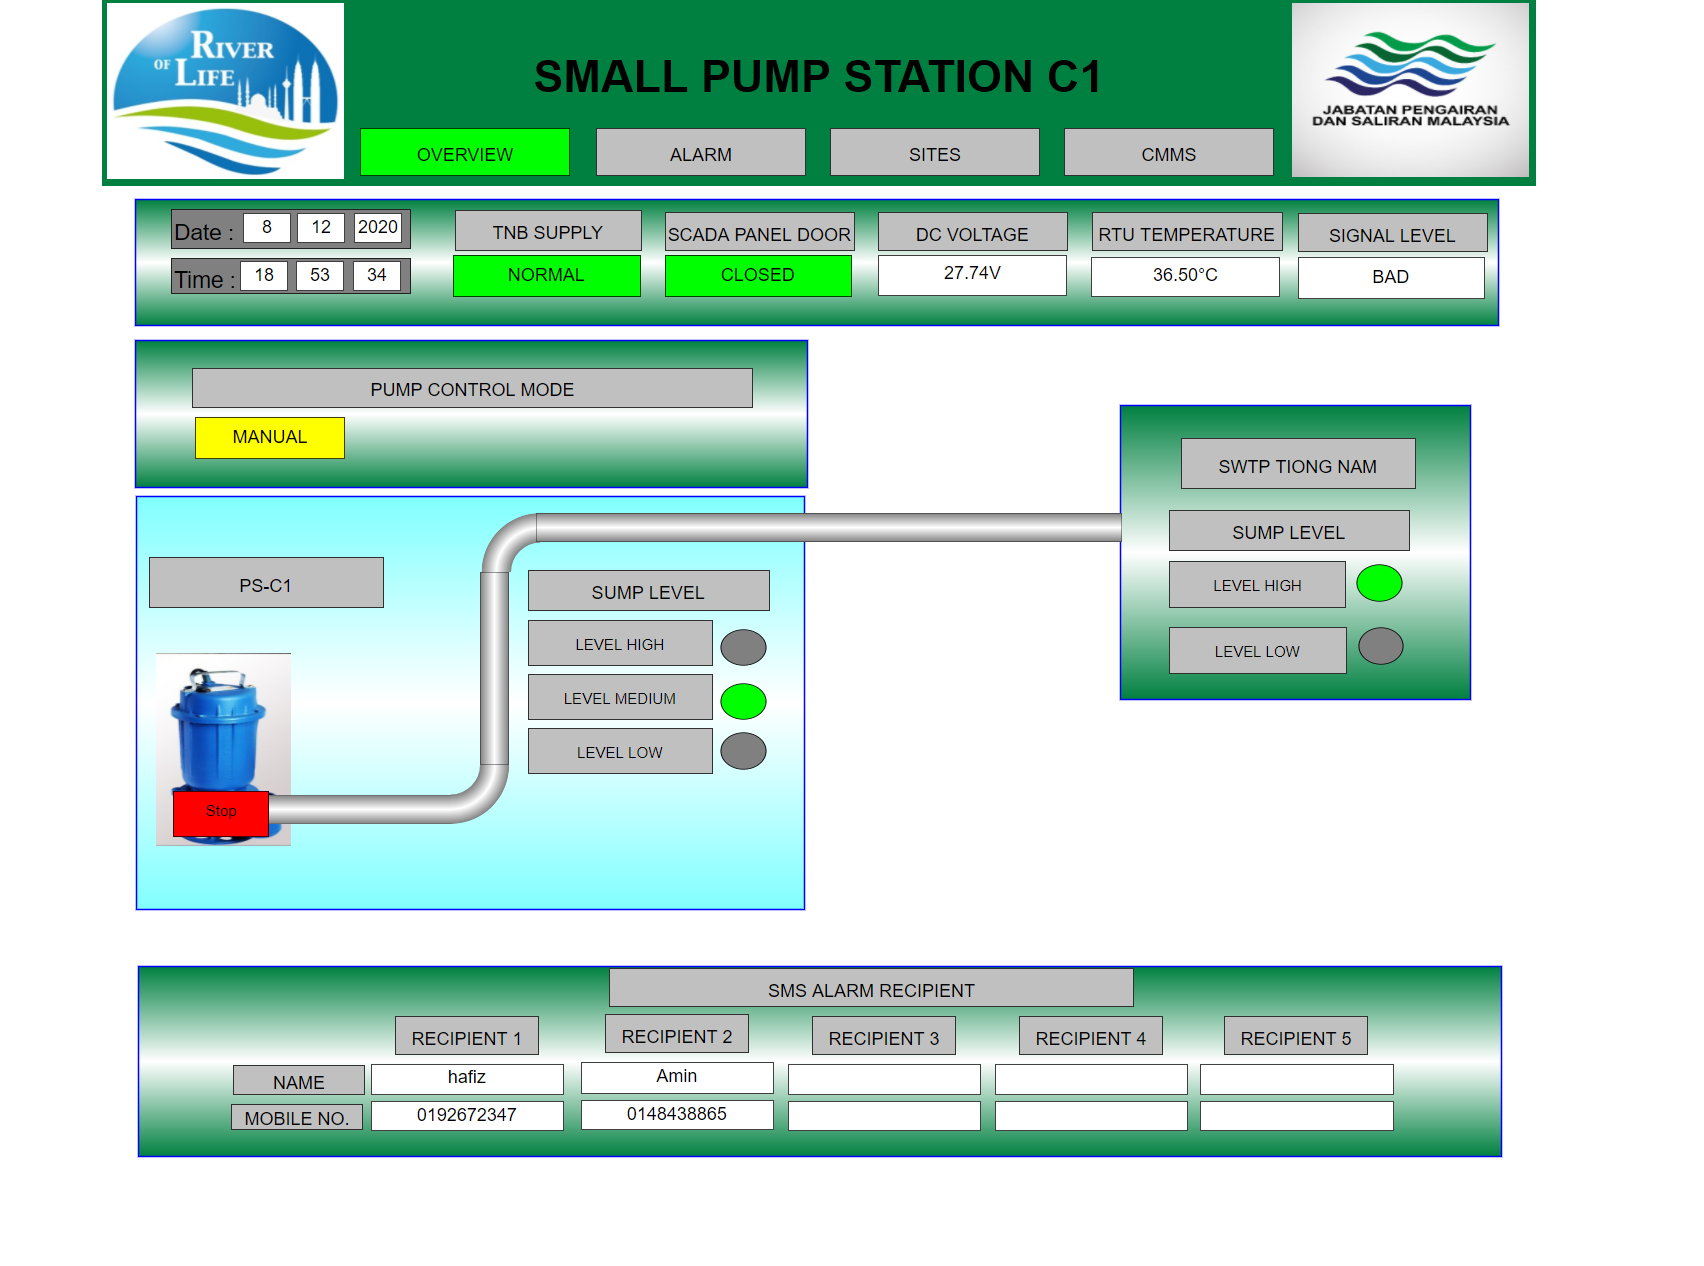 RIVER
OF LIFE
SMALL PUMP STATION C1
JABATAN PENGAIRAN
DAN SALIRAN MALAYSIA
OVERVIEW ALARM SITES CMMS
Date : 8 12 2020
Time : 18 53 34
TNB SUPPLY
NORMAL
SCADA PANEL DOOR
CLOSED
DC VOLTAGE
27.74V
RTU TEMPERATURE
36.50°C
SIGNAL LEVEL
BAD
PUMP CONTROL MODE
MANUAL
PS-C1
Stop
SUMP LEVEL
LEVEL HIGH
LEVEL MEDIUM
LEVEL LOW
SWTP TIONG NAM
SUMP LEVEL
LEVEL HIGH
LEVEL LOW
SMS ALARM RECIPIENT
RECIPIENT 1 RECIPIENT 2 RECIPIENT 3 RECIPIENT 4 RECIPIENT 5
NAME hafiz Amin
MOBILE NO. 0192672347 0148438865